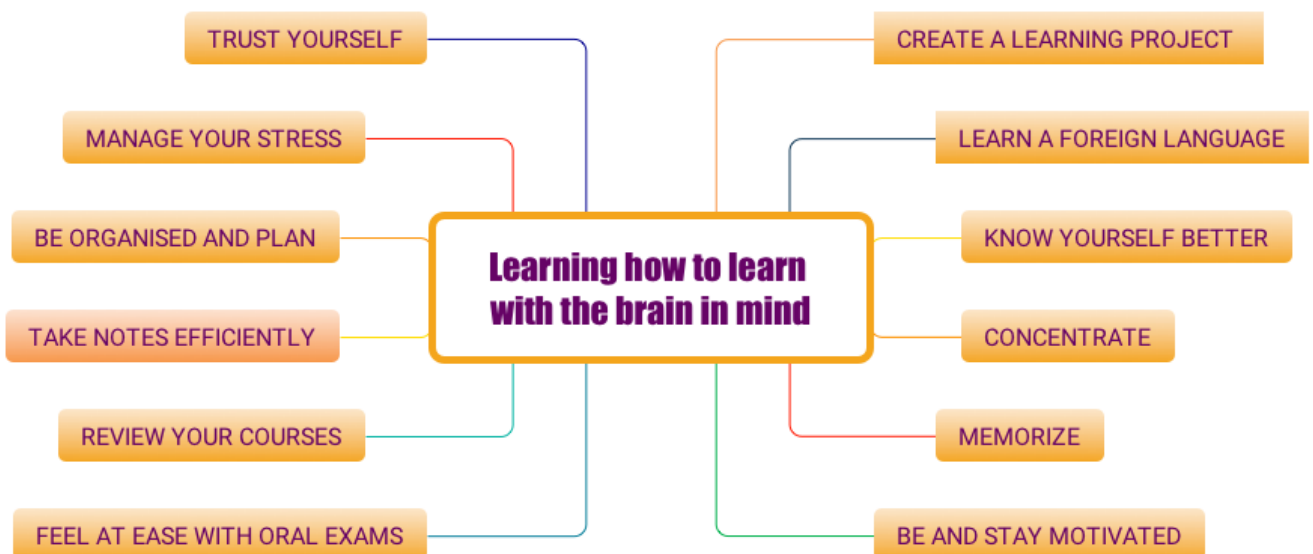 TRUST YOURSELF
CREATE A LEARNING PROJECT
MANAGE YOUR STRESS
LEARN A FOREIGN LANGUAGE
BE ORGANISED AND PLAN
KNOW YOURSELF BETTER
Learning how to learn
with the brain in mind
TAKE NOTES EFFICIENTLY
CONCENTRATE
REVIEW YOUR COURSES
MEMORIZE
FEEL AT EASE WITH ORAL EXAMS
BE AND STAY MOTIVATED